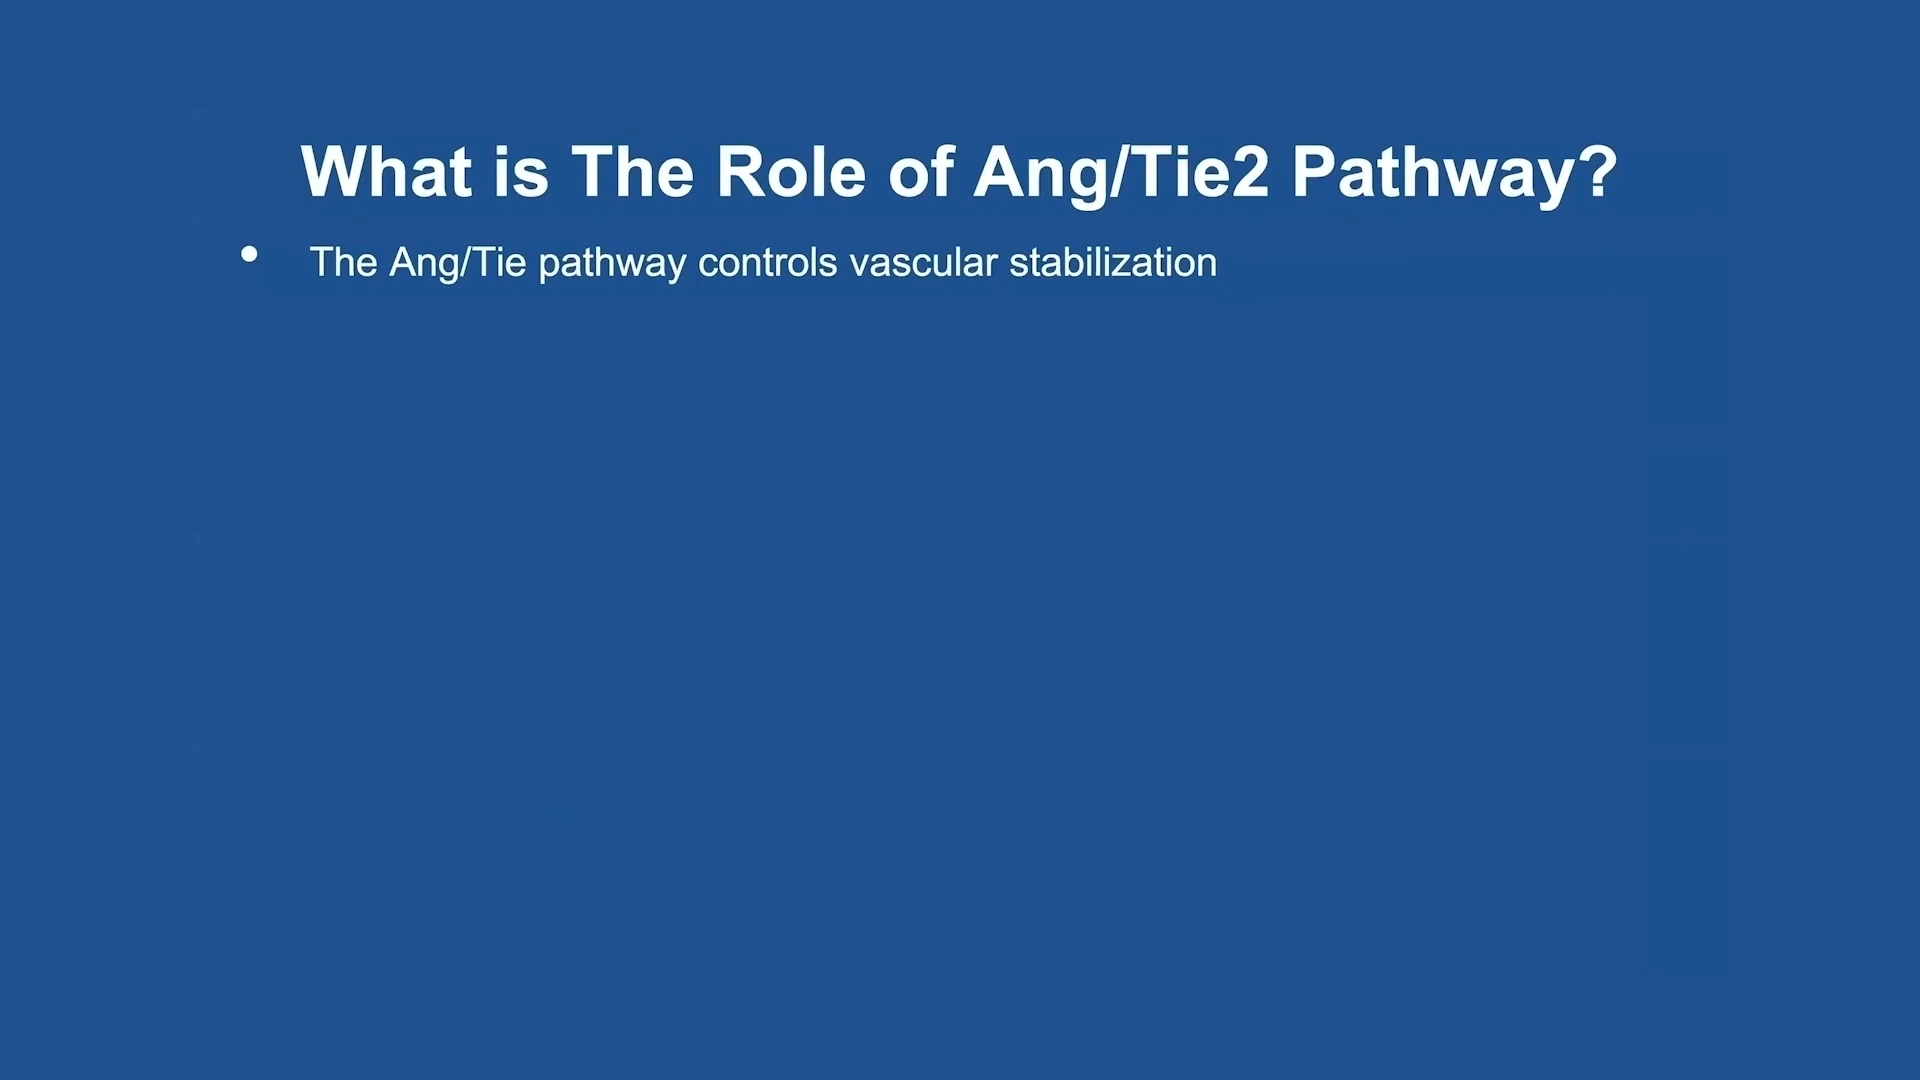 What is The Role of Ang/Tie2 Pathway?
• The Ang/Tie pathway controls vascular stabilization